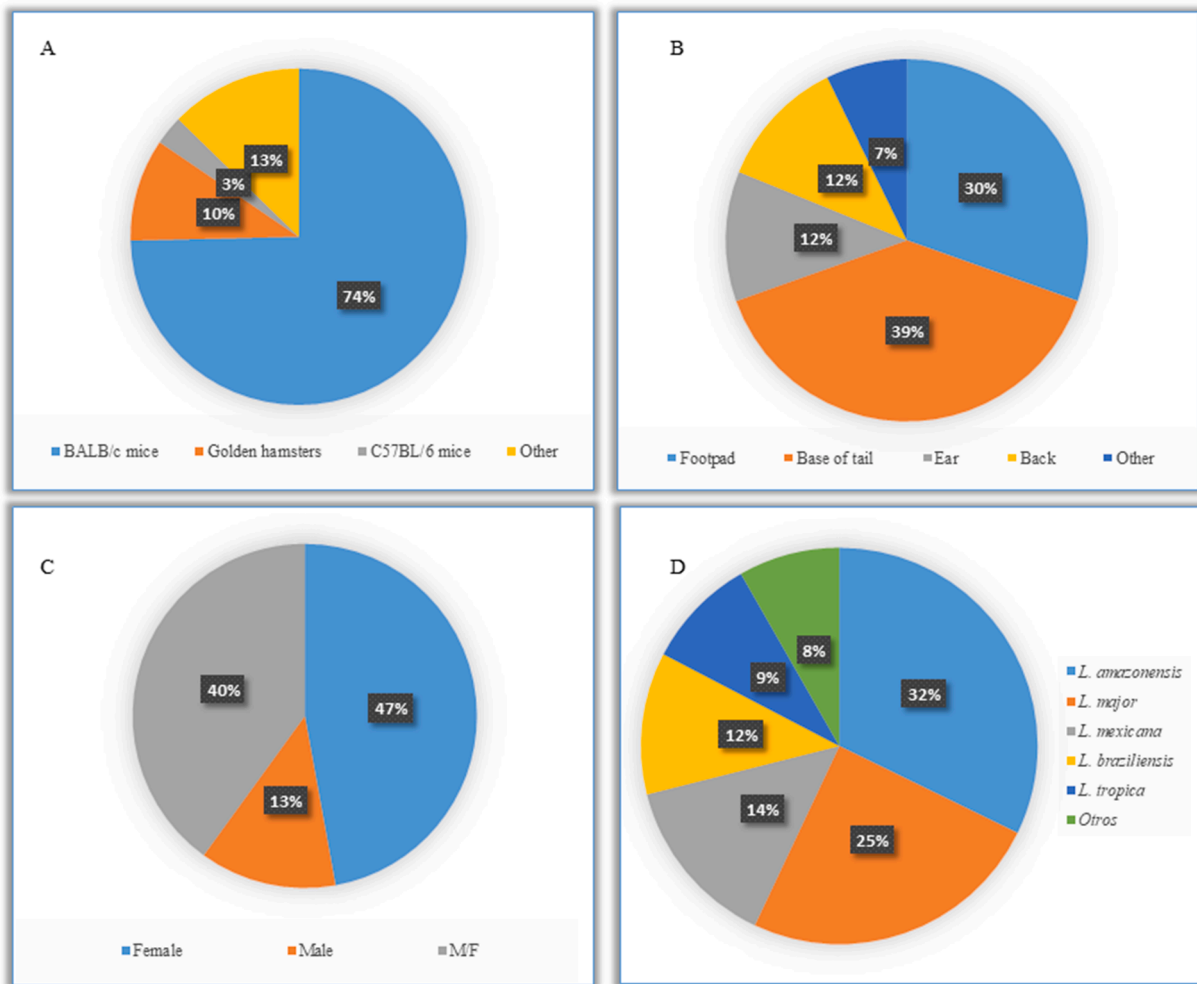 A
13%
3%
10%
74%
BALB/c mice Golden hamsters C57BL/6 mice Other
B
7%
30%
12%
12%
39%
Footpad Base of tail Ear Back Other
C
40%
47%
13%
Female Male M/F
D
8%
32%
9%
12%
14%
25%
L. amazonensis
L. major
L. mexicana
L. braziliensis
L. tropica
Otros